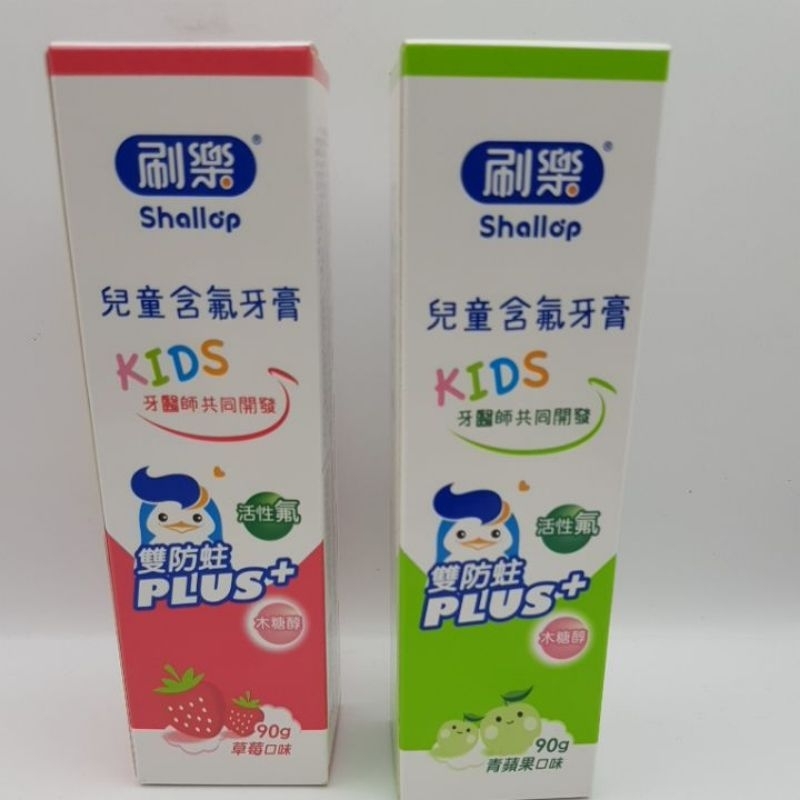 刷樂®
Shallop
兒童含氟牙膏
KIDS
牙醫師共同開發
活性氟
雙防蛀
PLUS+
木糖醇
90g
草莓口味
刷樂®
Shallop
兒童含氟牙膏
KIDS
牙醫師共同開發
活性氟
雙防蛀
PLUS+
木糖醇
90g
青蘋果口味